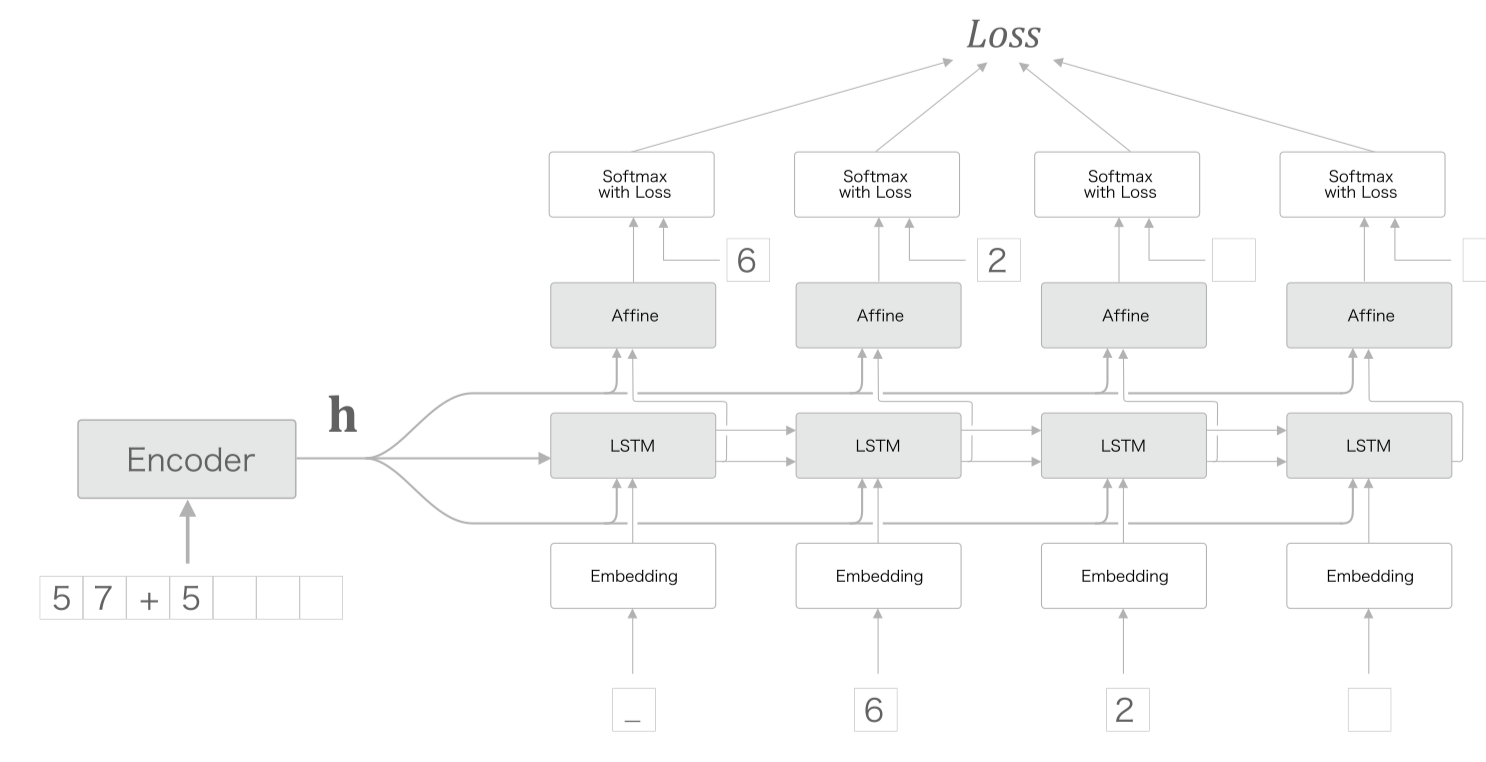 Loss
Softmax
with Loss
Softmax
with Loss
Softmax
with Loss
Softmax
with Loss
6
2
Affine
Affine
Affine
Affine
h
Encoder
LSTM
LSTM
LSTM
LSTM
5 7 + 5
Embedding
Embedding
Embedding
Embedding
_
6
2